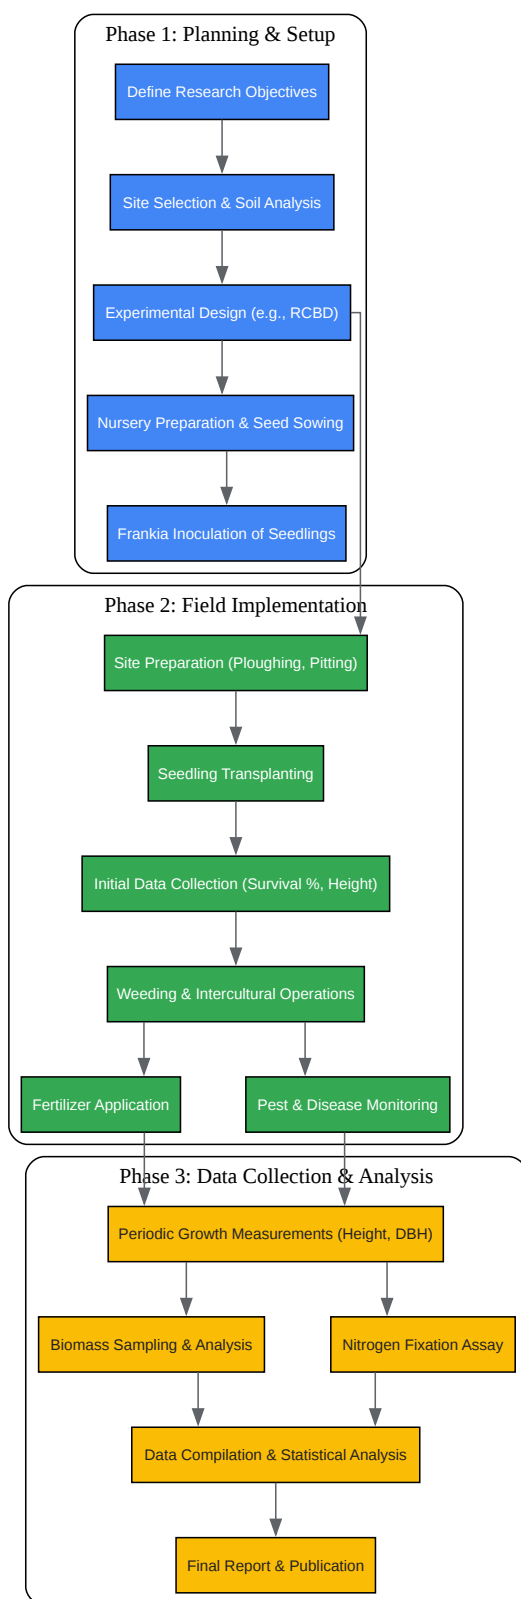 Phase 1: Planning & Setup
Define Research Objectives
Site Selection & Soil Analysis
Experimental Design (e.g., RCBD)
Nursery Preparation & Seed Sowing
Frankia Inoculation of Seedlings
Phase 2: Field Implementation
Site Preparation (Ploughing, Pitting)
Seedling Transplanting
Initial Data Collection (Survival %, Height)
Weeding & Intercultural Operations
Fertilizer Application
Pest & Disease Monitoring
Phase 3: Data Collection & Analysis
Periodic Growth Measurements (Height, DBH)
Biomass Sampling & Analysis
Nitrogen Fixation Assay
Data Compilation & Statistical Analysis
Final Report & Publication